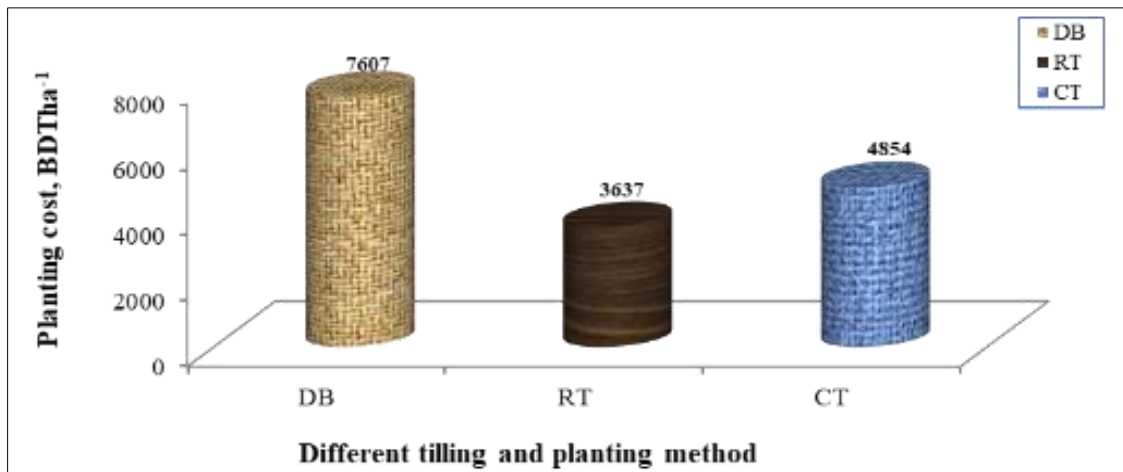 DB
RT
CT
Planting cost, BDTha⁻¹
8000
6000
4000
2000
0
7607
3637
4854
DB
RT
CT
Different tilling and planting method